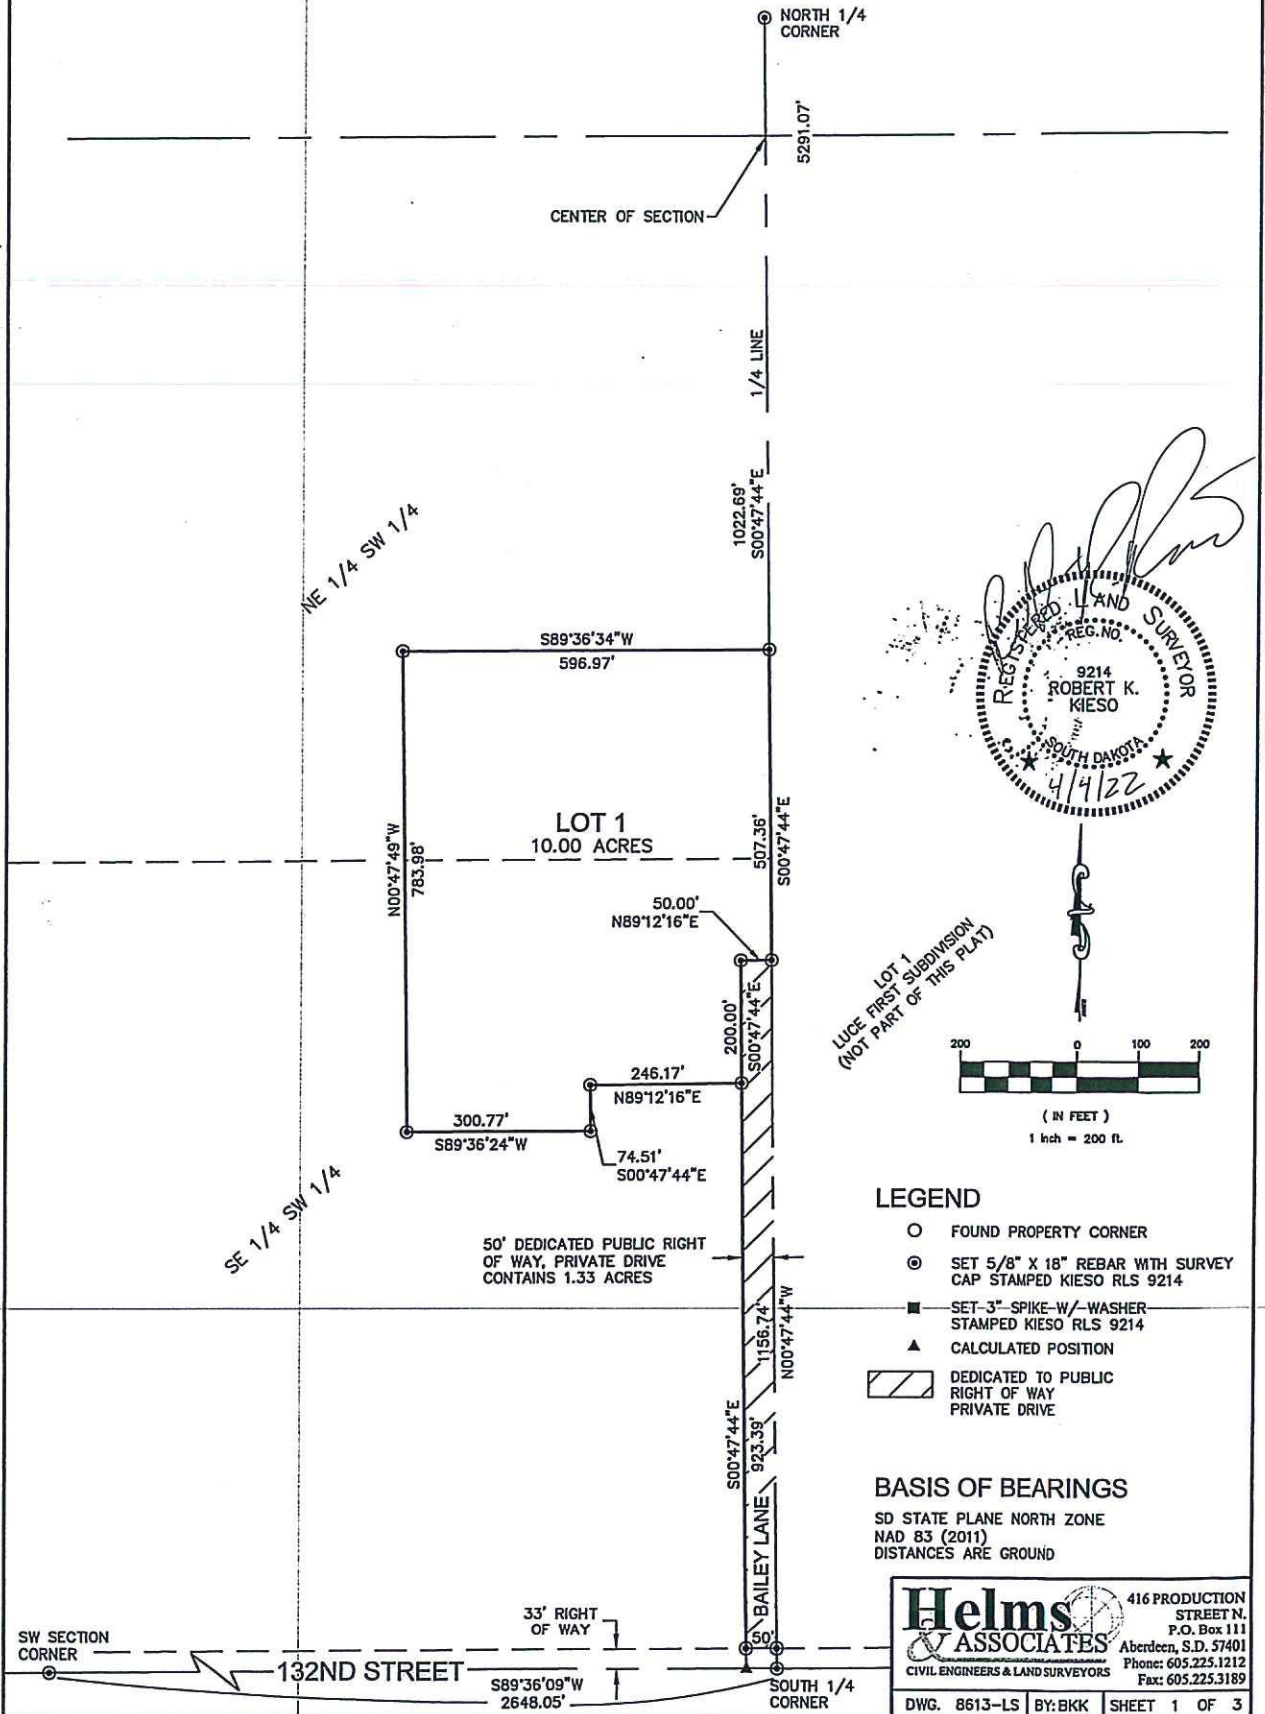 NORTH 1/4
CORNER
5291.07'
CENTER OF SECTION
1/4 LINE
1022.69'
S00°47'44"E
NE 1/4 SW 1/4
S89°36'34"W
596.97'
REGISTERED LAND SURVEYOR
REG. NO.
9214
ROBERT K.
KIESO
SOUTH DAKOTA
4/4/22
LOT 1
10.00 ACRES
N00°47'49"W
783.98'
507.36'
S00°47'44"E
50.00'
N89°12'16"E
LOT 1
LUCE FIRST SUBDIVISION
(NOT PART OF THIS PLAT)
200.00'
S00°47'44"E
246.17'
N89°12'16"E
300.77'
S89°36'24"W
74.51'
S00°47'44"E
200 0 100 200
( IN FEET )
1 inch = 200 ft.
SE 1/4 SW 1/4
50' DEDICATED PUBLIC RIGHT
OF WAY, PRIVATE DRIVE
CONTAINS 1.33 ACRES
1156.74'
N00°47'44"W
S00°47'44"E
923.39'
BAILEY LANE
LEGEND
FOUND PROPERTY CORNER
SET 5/8" X 18" REBAR WITH SURVEY
CAP STAMPED KIESO RLS 9214
SET 3" SPIKE W/ WASHER
STAMPED KIESO RLS 9214
CALCULATED POSITION
DEDICATED TO PUBLIC
RIGHT OF WAY
PRIVATE DRIVE
BASIS OF BEARINGS
SD STATE PLANE NORTH ZONE
NAD 83 (2011)
DISTANCES ARE GROUND
33' RIGHT
OF WAY
50'
SW SECTION
CORNER
132ND STREET
S89°36'09"W
2648.05'
SOUTH 1/4
CORNER
Helms
& ASSOCIATES
CIVIL ENGINEERS & LAND SURVEYORS
416 PRODUCTION
STREET N.
P.O. Box 111
Aberdeen, S.D. 57401
Phone: 605.225.1212
Fax: 605.225.3189
DWG. 8613-LS BY: BKK SHEET 1 OF 3